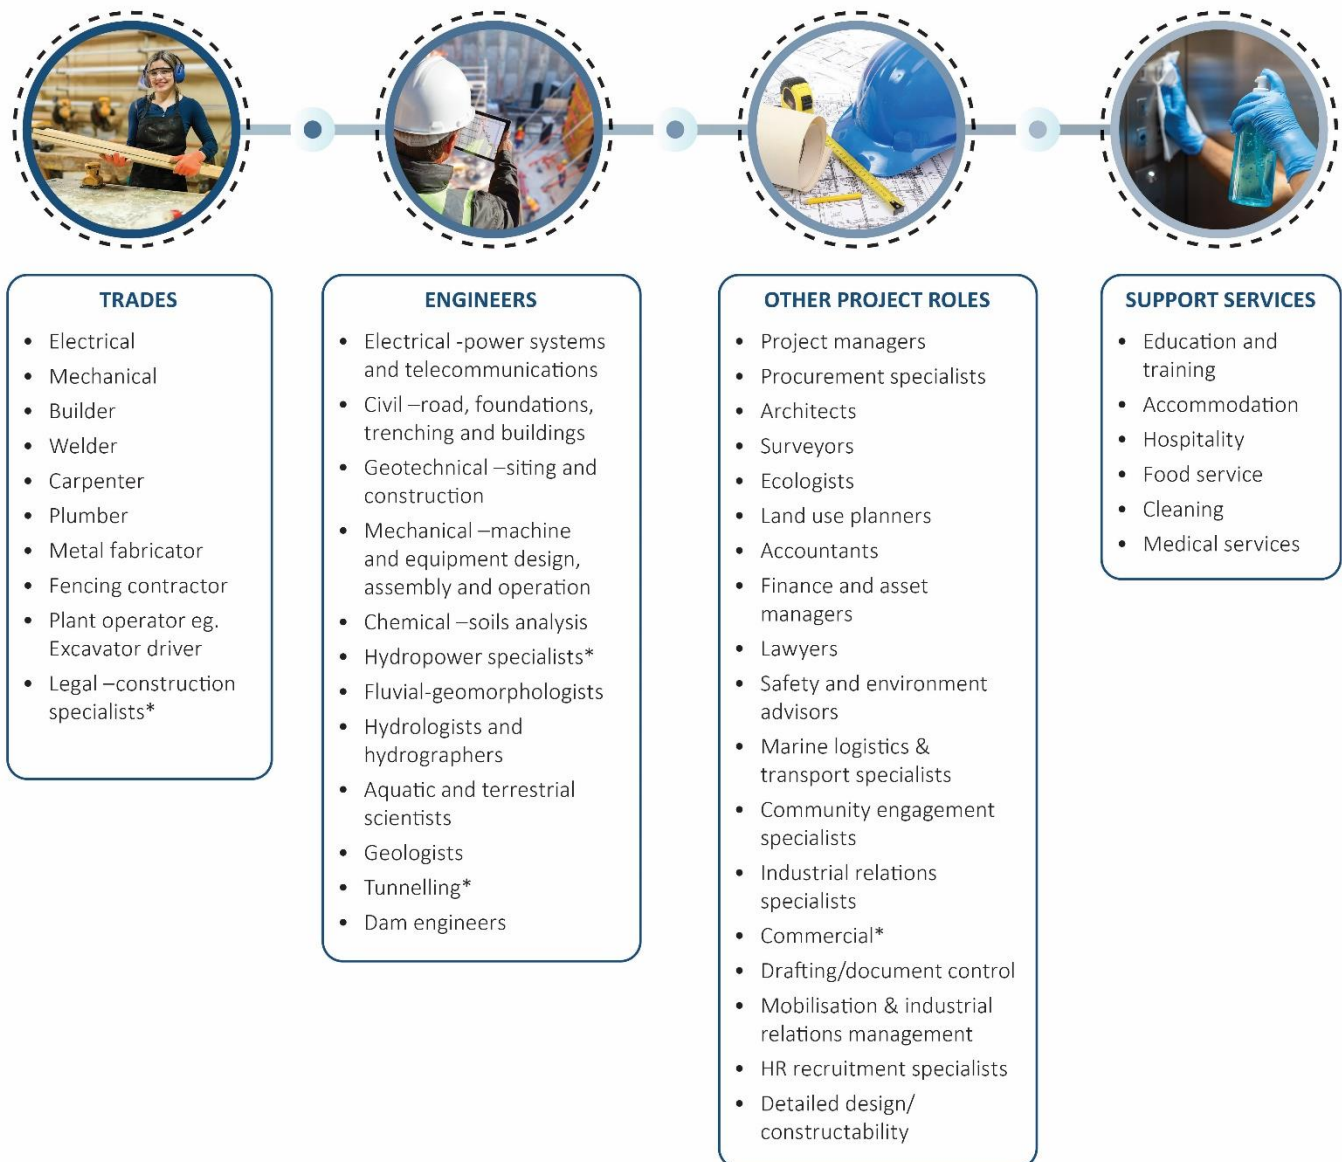 TRADES
• Electrical
• Mechanical
• Builder
• Welder
• Carpenter
• Plumber
• Metal fabricator
• Fencing contractor
• Plant operator eg.
Excavator driver
• Legal –construction
specialists*
ENGINEERS
• Electrical -power systems
and telecommunications
• Civil –road, foundations,
trenching and buildings
• Geotechnical –siting and
construction
• Mechanical –machine
and equipment design,
assembly and operation
• Chemical –soils analysis
• Hydropower specialists*
• Fluvial-geomorphologists
• Hydrologists and
hydrographers
• Aquatic and terrestrial
scientists
• Geologists
• Tunnelling*
• Dam engineers
OTHER PROJECT ROLES
• Project managers
• Procurement specialists
• Architects
• Surveyors
• Ecologists
• Land use planners
• Accountants
• Finance and asset
managers
• Lawyers
• Safety and environment
advisors
• Marine logistics &
transport specialists
• Community engagement
specialists
• Industrial relations
specialists
• Commercial*
• Drafting/document control
• Mobilisation & industrial
relations management
• HR recruitment specialists
• Detailed design/
constructability
SUPPORT SERVICES
• Education and
training
• Accommodation
• Hospitality
• Food service
• Cleaning
• Medical services